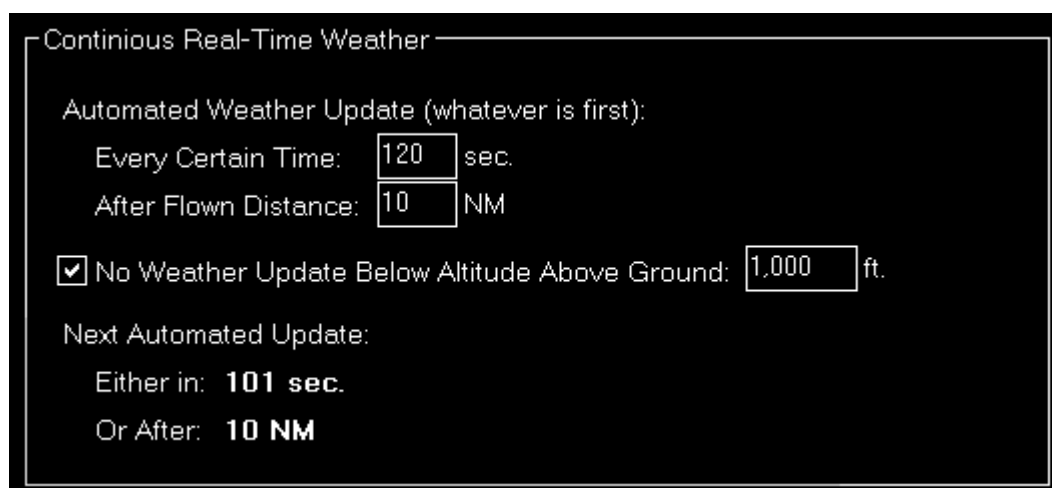 Continious Real-Time Weather
Automated Weather Update (whatever is first):
Every Certain Time: 120 sec.
After Flown Distance: 10 NM
No Weather Update Below Altitude Above Ground: 1,000 ft.
Next Automated Update:
Either in: 101 sec.
Or After: 10 NM